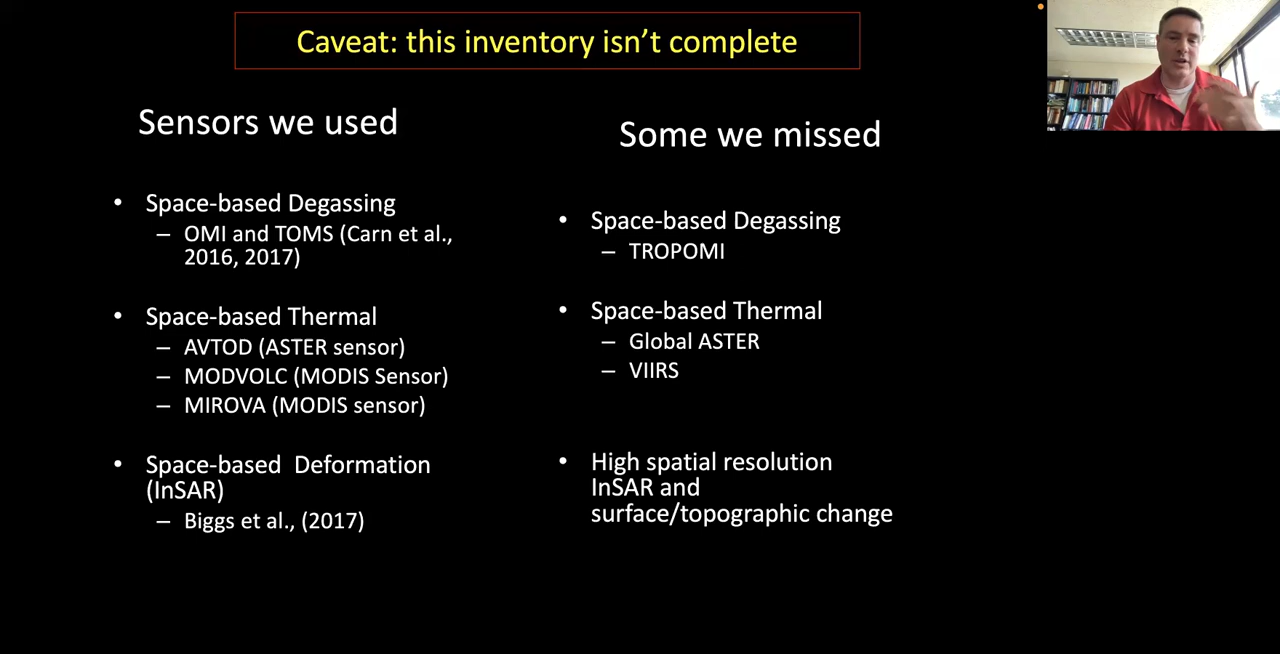 Caveat: this inventory isn't complete
Sensors we used
• Space-based Degassing
– OMI and TOMS (Carn et al.,
2016, 2017)
• Space-based Thermal
– AVTOD (ASTER sensor)
– MODVOLC (MODIS Sensor)
– MIROVA (MODIS sensor)
• Space-based  Deformation
(InSAR)
– Biggs et al., (2017)
Some we missed
• Space-based Degassing
– TROPOMI
• Space-based Thermal
– Global ASTER
– VIIRS
• High spatial resolution
InSAR and
surface/topographic change